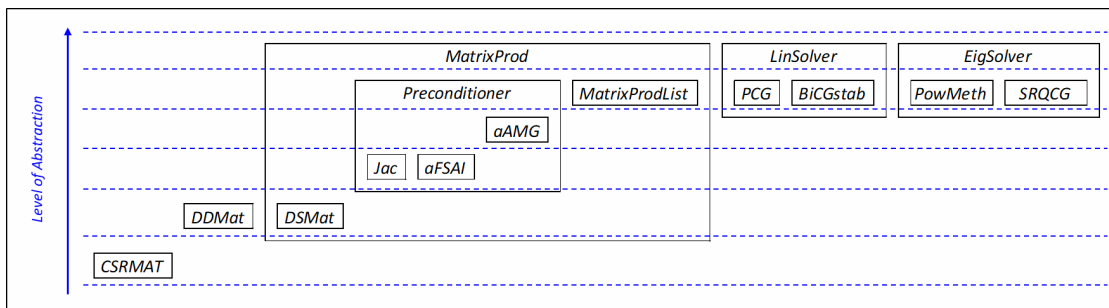 Level of Abstraction
MatrixProd
LinSolver
EigSolver
Preconditioner
MatrixProdList
PCG
BiCGstab
PowMeth
SRQCG
aAMG
Jac
aFSAI
DDMat
DSMat
CSRMAT